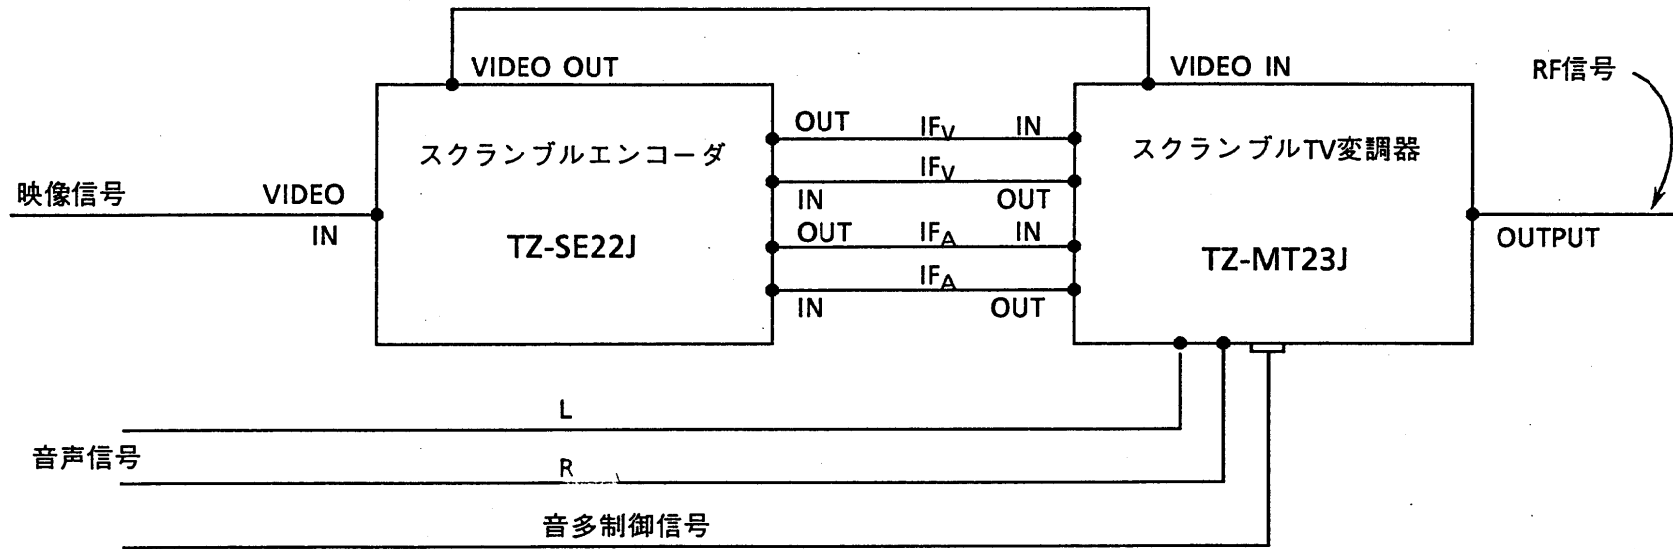 VIDEO OUT
VIDEO IN
RF信号
スクランブルエンコーダ
TZ-SE22J
OUT IFV IN
IFV
IN OUT
OUT IFA IN
IFA
IN OUT
スクランブルTV変調器
TZ-MT23J
映像信号
VIDEO
IN
OUTPUT
L
音声信号
R
音多制御信号